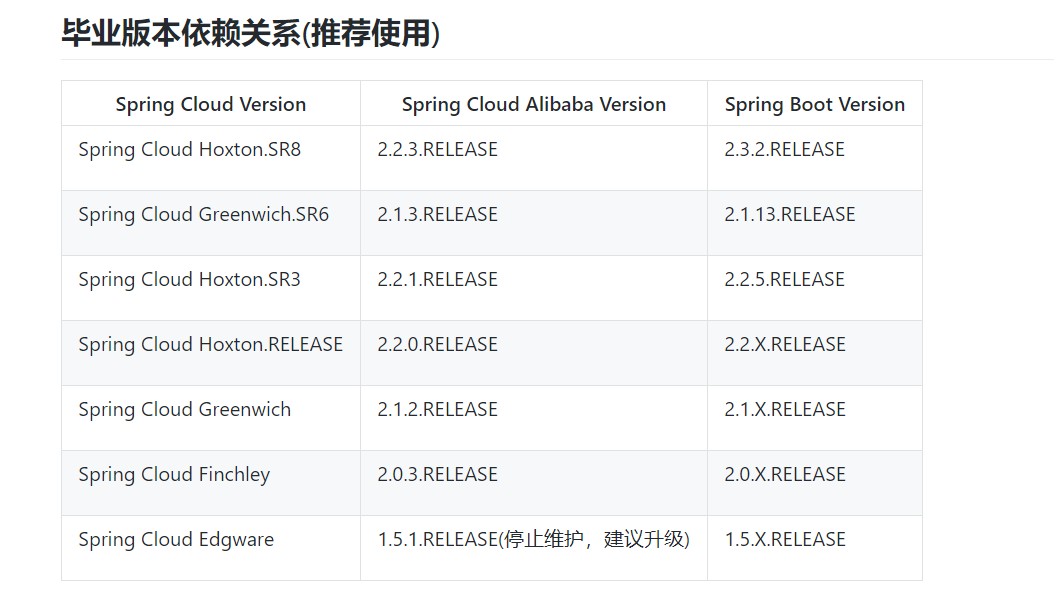 毕业版本依赖关系(推荐使用)
Spring Cloud Version Spring Cloud Alibaba Version Spring Boot Version
Spring Cloud Hoxton.SR8 2.2.3.RELEASE 2.3.2.RELEASE
Spring Cloud Greenwich.SR6 2.1.3.RELEASE 2.1.13.RELEASE
Spring Cloud Hoxton.SR3 2.2.1.RELEASE 2.2.5.RELEASE
Spring Cloud Hoxton.RELEASE 2.2.0.RELEASE 2.2.X.RELEASE
Spring Cloud Greenwich 2.1.2.RELEASE 2.1.X.RELEASE
Spring Cloud Finchley 2.0.3.RELEASE 2.0.X.RELEASE
Spring Cloud Edgware 1.5.1.RELEASE(停止维护，建议升级) 1.5.X.RELEASE